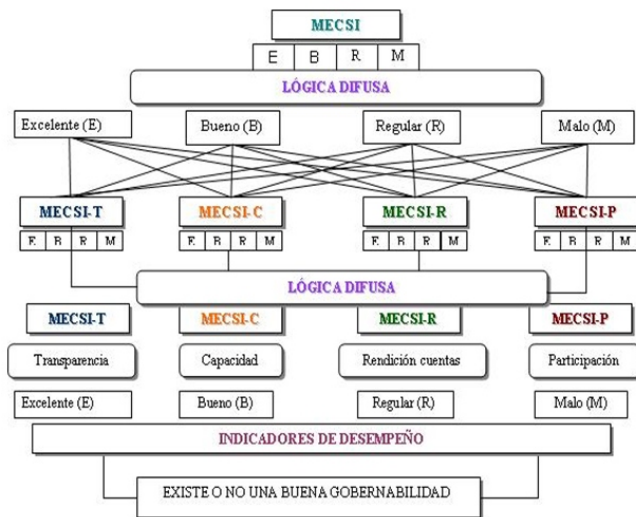 MECSI
E B R M
LÓGICA DIFUSA
Excelente (E) Bueno (B) Regular (R) Malo (M)
MECSI-T MECSI-C MECSI-R MECSI-P
E B R M E B R M E B R M E B R M
LÓGICA DIFUSA
MECSI-T MECSI-C MECSI-R MECSI-P
Transparencia Capacidad Rendición cuentas Participación
Excelente (E) Bueno (B) Regular (R) Malo (M)
INDICADORES DE DESEMPEÑO
EXISTE O NO UNA BUENA GOBERNABILIDAD